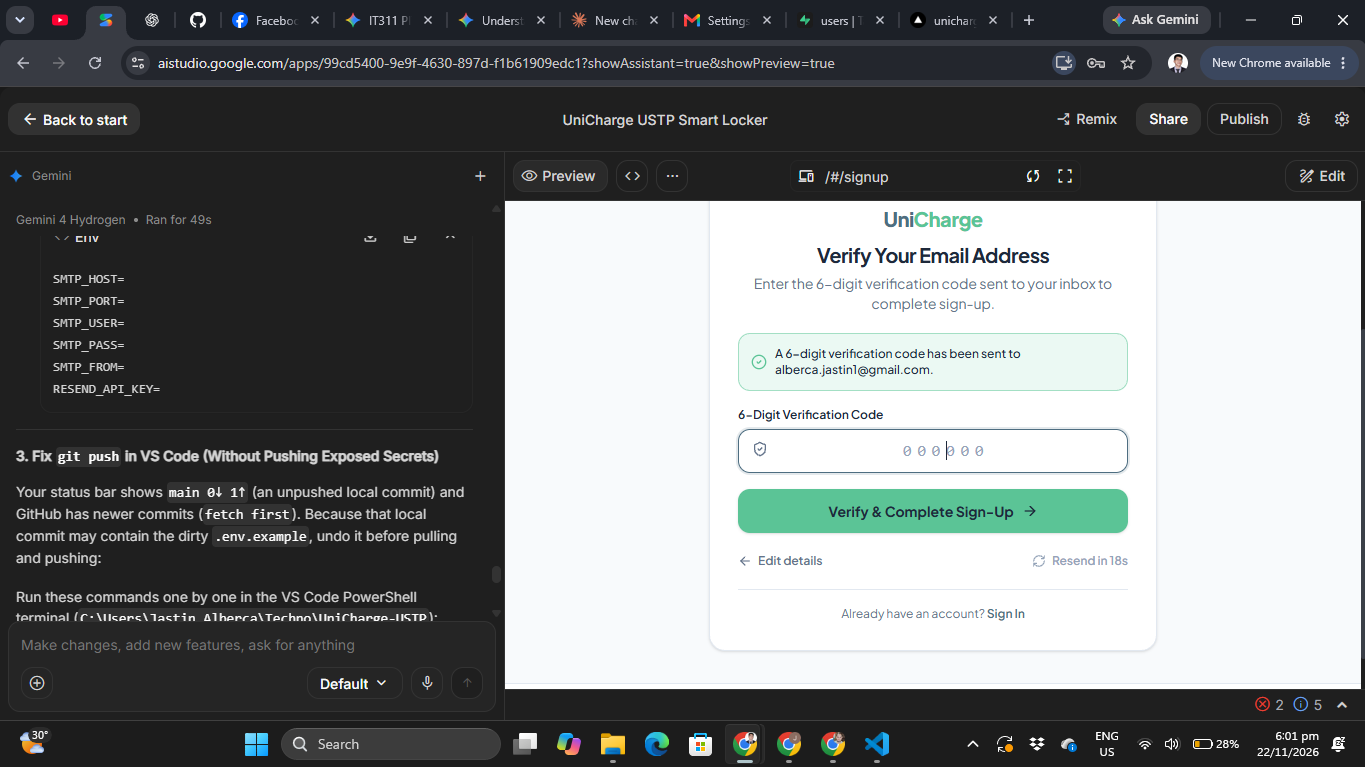 Faceboo
IT311 P
Underst
New cha
Settings
users | T
unicharg
Ask Gemini
aistudio.google.com/apps/99cd5400-9e9f-4630-897d-f1b61909edc1?showAssistant=true&showPreview=true
New Chrome available
Back to start
UniCharge USTP Smart Locker
Remix
Share
Publish
Gemini
Preview
/#/signup
Edit
Gemini 4 Hydrogen • Ran for 49s
Env
SMTP_HOST=
SMTP_PORT=
SMTP_USER=
SMTP_PASS=
SMTP_FROM=
RESEND_API_KEY=
3. Fix git push in VS Code (Without Pushing Exposed Secrets)
Your status bar shows main 0↓ 1↑ (an unpushed local commit) and
GitHub has newer commits (fetch first). Because that local
commit may contain the dirty .env.example, undo it before pulling
and pushing:
Run these commands one by one in the VS Code PowerShell
terminal (C:\Users\Jastin Alberca\Techno\UniCharge-USTP):
Make changes, add new features, ask for anything
Default
UniCharge
Verify Your Email Address
Enter the 6-digit verification code sent to your inbox to
complete sign-up.
A 6-digit verification code has been sent to
alberca.jastin1@gmail.com.
6-Digit Verification Code
000000
Verify & Complete Sign-Up
Edit details
Resend in 18s
Already have an account? Sign In
2
5
30°
Search
ENG
US
28%
6:01 pm
22/11/2026